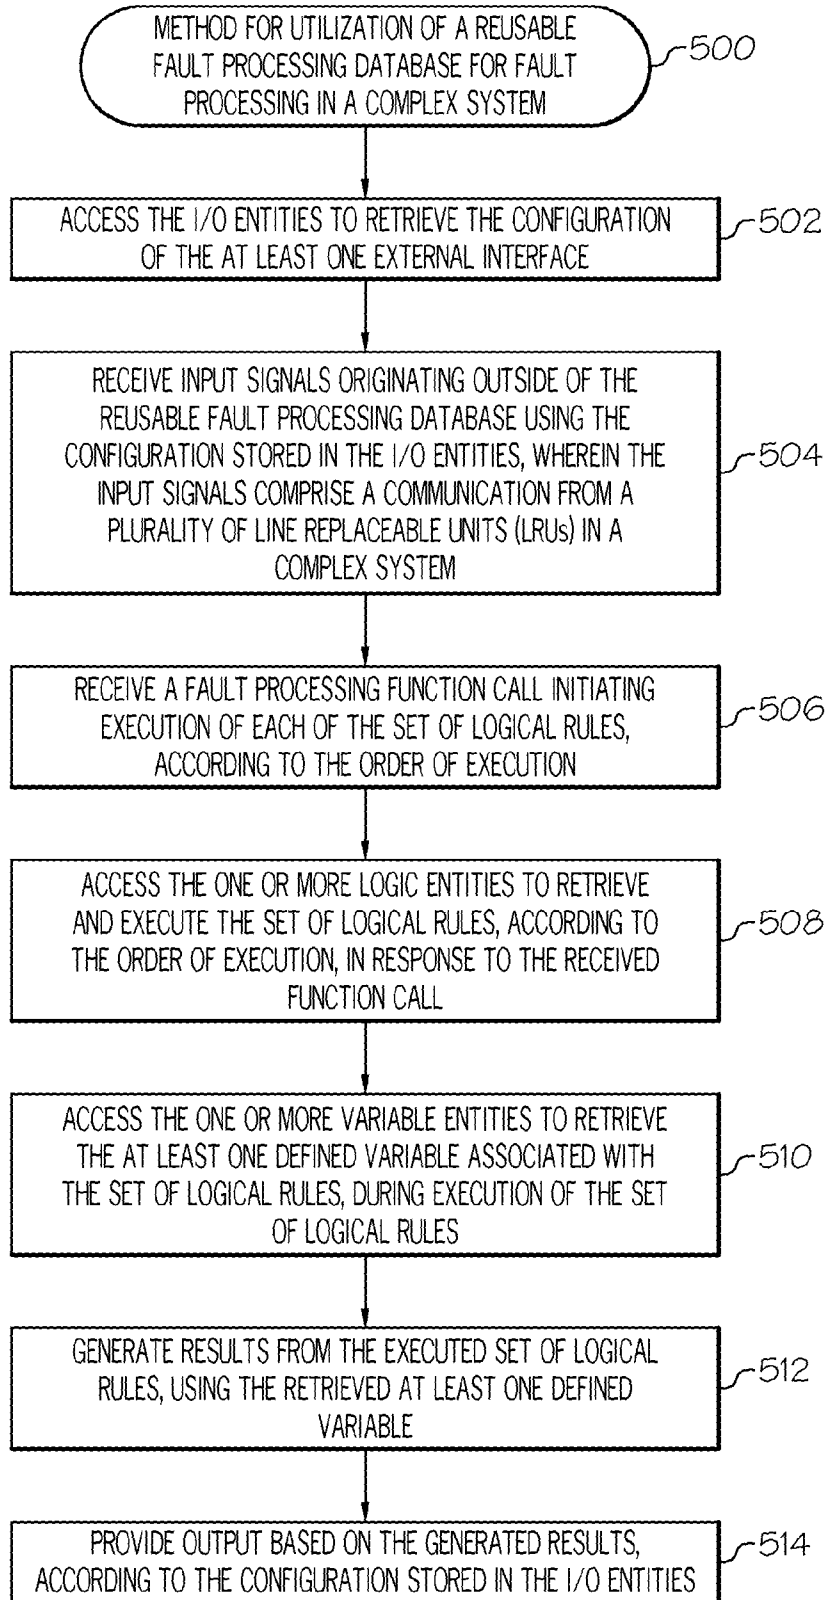 METHOD FOR UTILIZATION OF A REUSABLE
FAULT PROCESSING DATABASE FOR FAULT
PROCESSING IN A COMPLEX SYSTEM
500
ACCESS THE I/O ENTITIES TO RETRIEVE THE CONFIGURATION
OF THE AT LEAST ONE EXTERNAL INTERFACE
502
RECEIVE INPUT SIGNALS ORIGINATING OUTSIDE OF THE
REUSABLE FAULT PROCESSING DATABASE USING THE
CONFIGURATION STORED IN THE I/O ENTITIES, WHEREIN THE
INPUT SIGNALS COMPRISE A COMMUNICATION FROM A
PLURALITY OF LINE REPLACEABLE UNITS (LRUs) IN A
COMPLEX SYSTEM
504
RECEIVE A FAULT PROCESSING FUNCTION CALL INITIATING
EXECUTION OF EACH OF THE SET OF LOGICAL RULES,
ACCORDING TO THE ORDER OF EXECUTION
506
ACCESS THE ONE OR MORE LOGIC ENTITIES TO RETRIEVE
AND EXECUTE THE SET OF LOGICAL RULES, ACCORDING TO
THE ORDER OF EXECUTION, IN RESPONSE TO THE RECEIVED
FUNCTION CALL
508
ACCESS THE ONE OR MORE VARIABLE ENTITIES TO RETRIEVE
THE AT LEAST ONE DEFINED VARIABLE ASSOCIATED WITH
THE SET OF LOGICAL RULES, DURING EXECUTION OF THE SET
OF LOGICAL RULES
510
GENERATE RESULTS FROM THE EXECUTED SET OF LOGICAL
RULES, USING THE RETRIEVED AT LEAST ONE DEFINED
VARIABLE
512
PROVIDE OUTPUT BASED ON THE GENERATED RESULTS,
ACCORDING TO THE CONFIGURATION STORED IN THE I/O ENTITIES
514